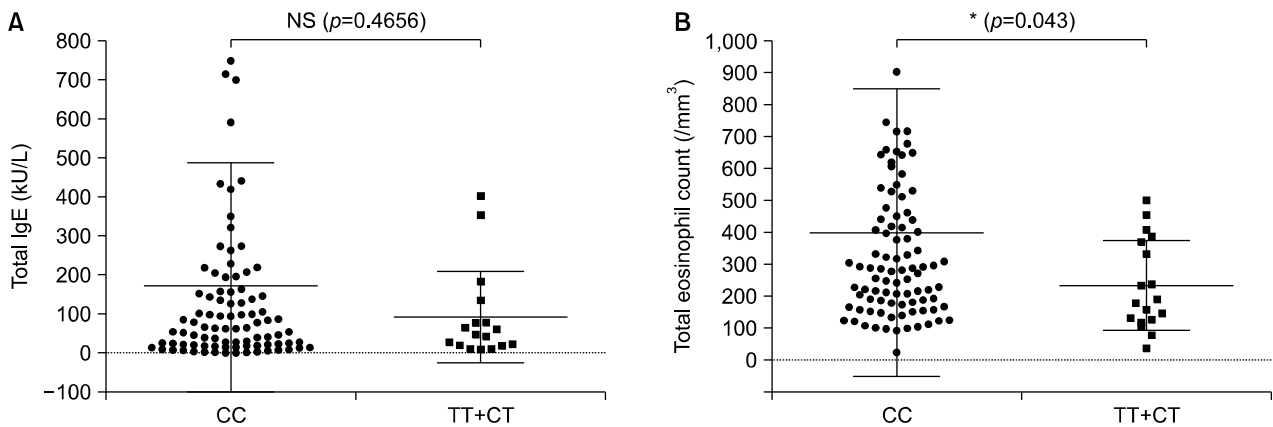 A
NS (p=0.4656)
800
700
600
500
400
300
200
100
0
−100
Total IgE (kU/L)
CC
TT+CT
B
* (p=0.043)
1,000
900
800
700
600
500
400
300
200
100
0
Total eosinophil count (/mm³)
CC
TT+CT